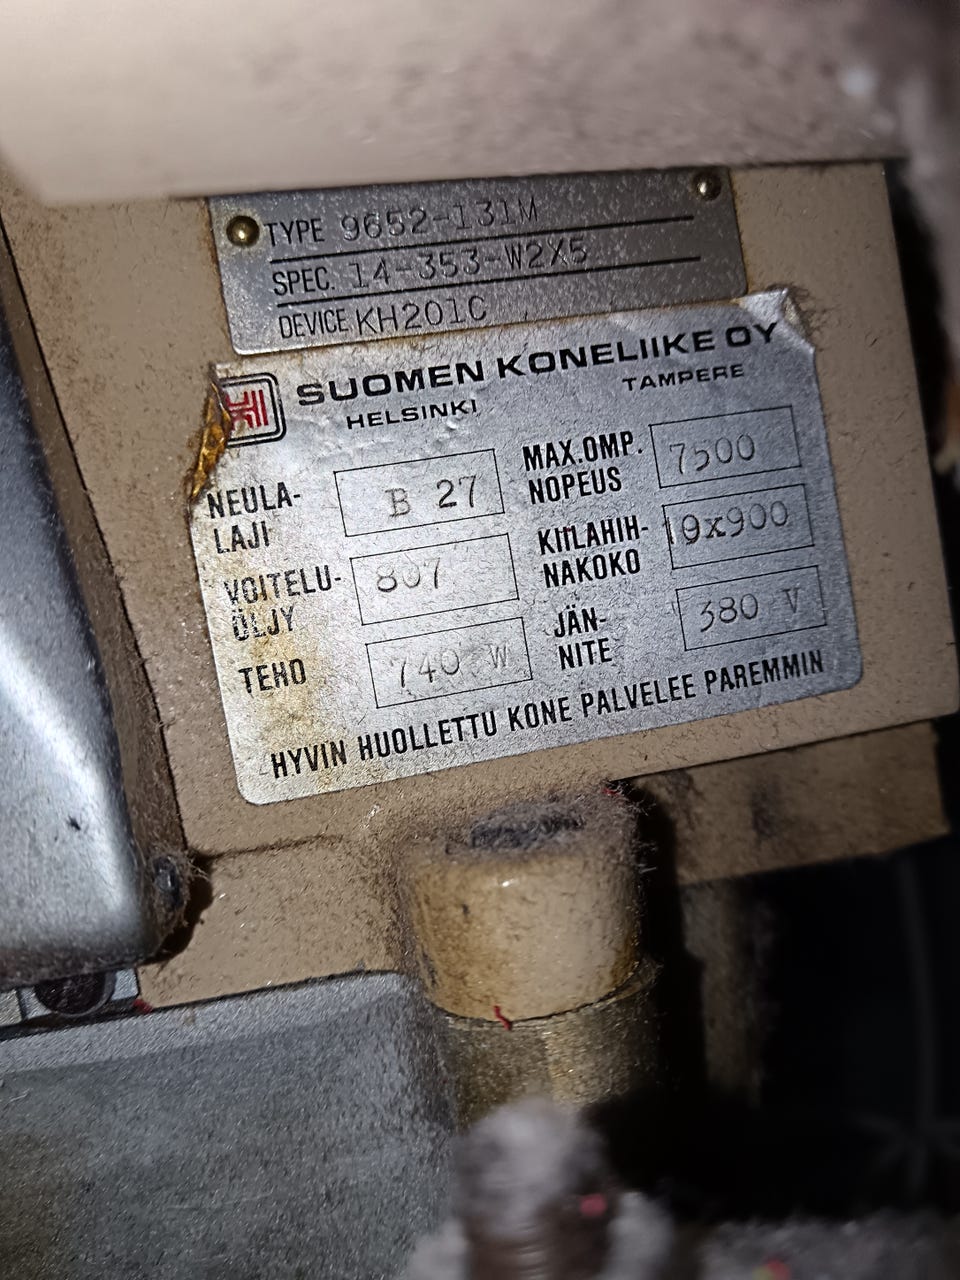 TYPE 9652-131M
SPEC. 14-353-W2X5
DEVICE KH201C
SUOMEN KONELIIKE OY
HELSINKI TAMPERE
NEULA-
LAJI
B 27
MAX.OMP.
NOPEUS
7500
VOITELU-
ÖLJY
807
KIILAHIH-
NAKOKO
9x900
TEHO
740 W
JÄN-
NITE
380 V
HYVIN HUOLLETTU KONE PALVELEE PAREMMIN